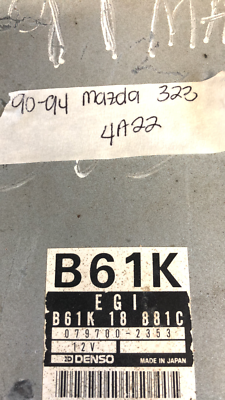 90-94 mazda 323
4A22
B61K
EGI
B61K 18 881C
079700-2353
12V
DENSO MADE IN JAPAN